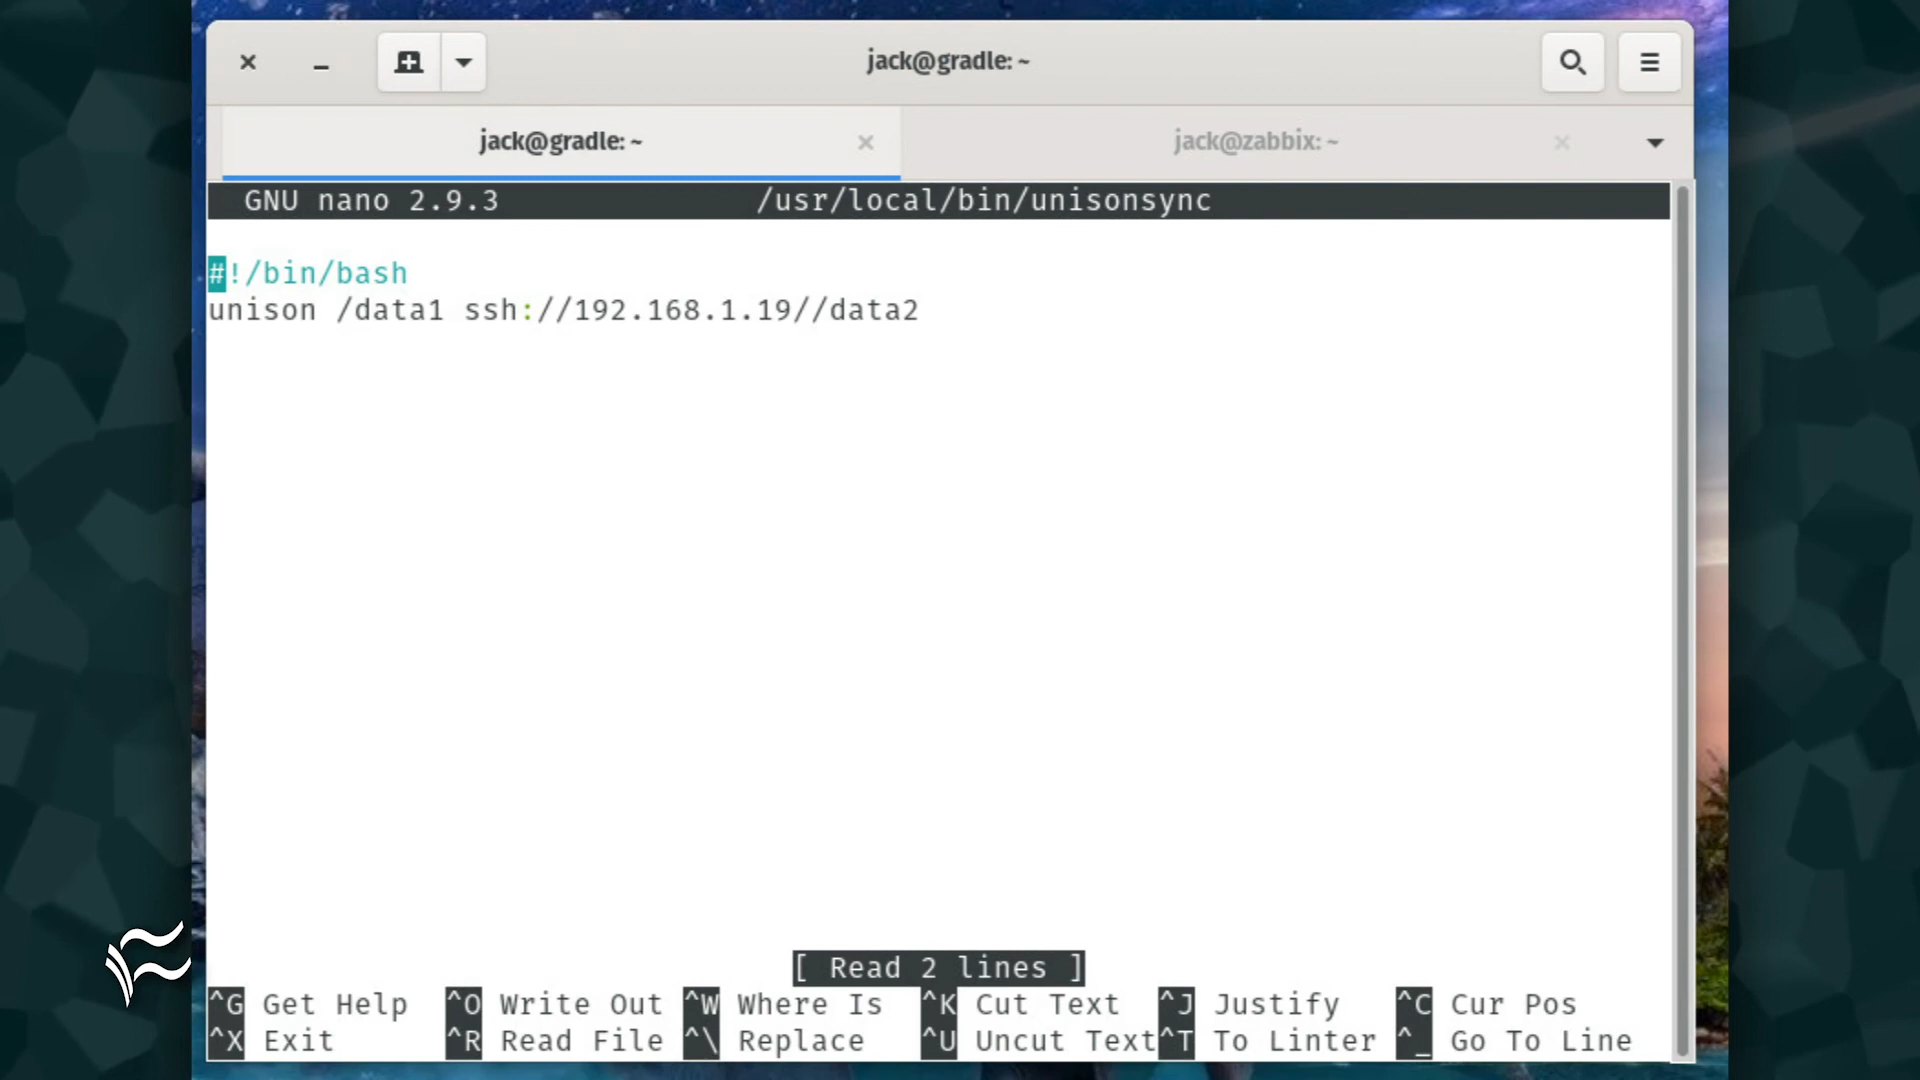 jack@gradle: ~
jack@gradle: ~ jack@zabbix: ~
GNU nano 2.9.3 /usr/local/bin/unisonsync
#!/bin/bash
unison /data1 ssh://192.168.1.19//data2
[ Read 2 lines ]
^G Get Help ^O Write Out ^W Where Is ^K Cut Text ^J Justify ^C Cur Pos
^X Exit ^R Read File ^\ Replace ^U Uncut Text ^T To Linter ^_ Go To Line